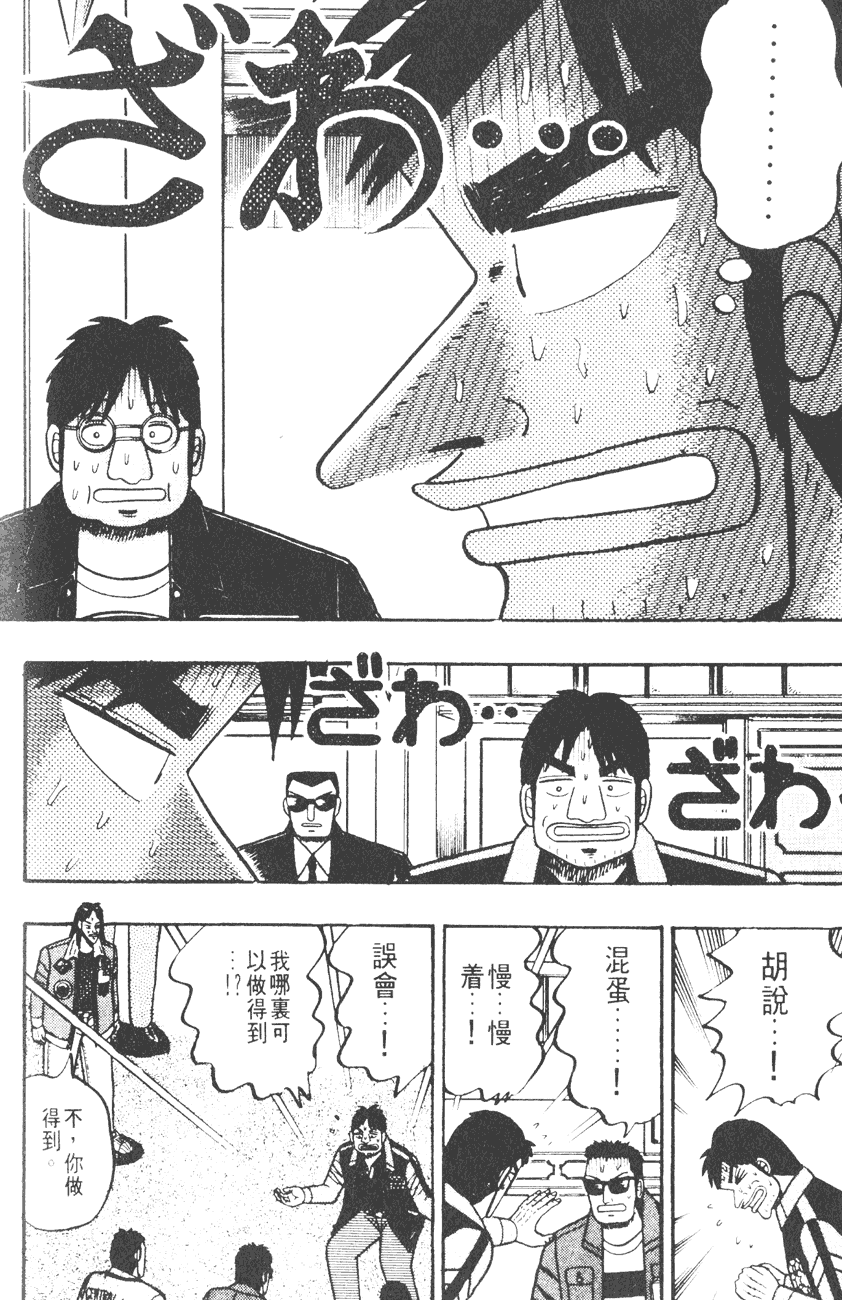 ………
ざわ…
ざわ‥
ざわ‥
胡說…！
混蛋……！
慢…慢
着…！
誤會…！
我哪裏可
以做得到
…！？
不，你做
得到。